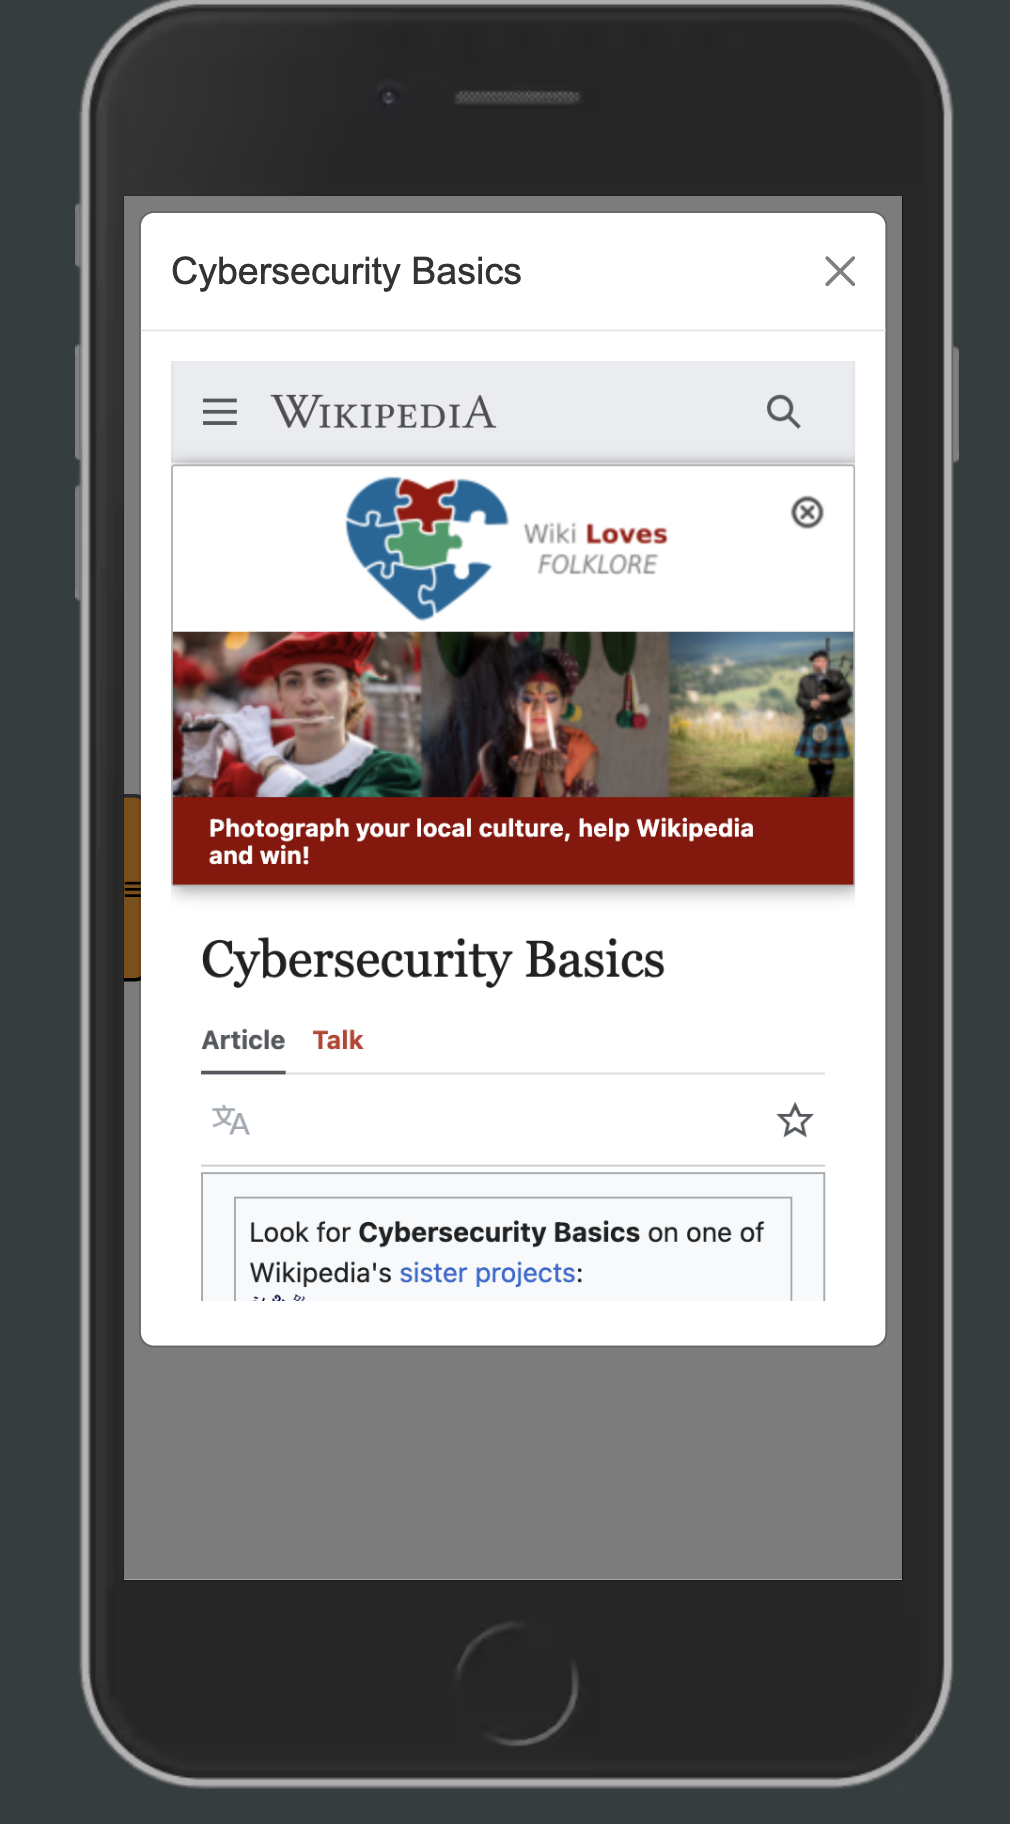 Cybersecurity Basics
WIKIPEDIA
Wiki Loves
FOLKLORE
Photograph your local culture, help Wikipedia
and win!
Cybersecurity Basics
Article Talk
Look for Cybersecurity Basics on one of
Wikipedia's sister projects: